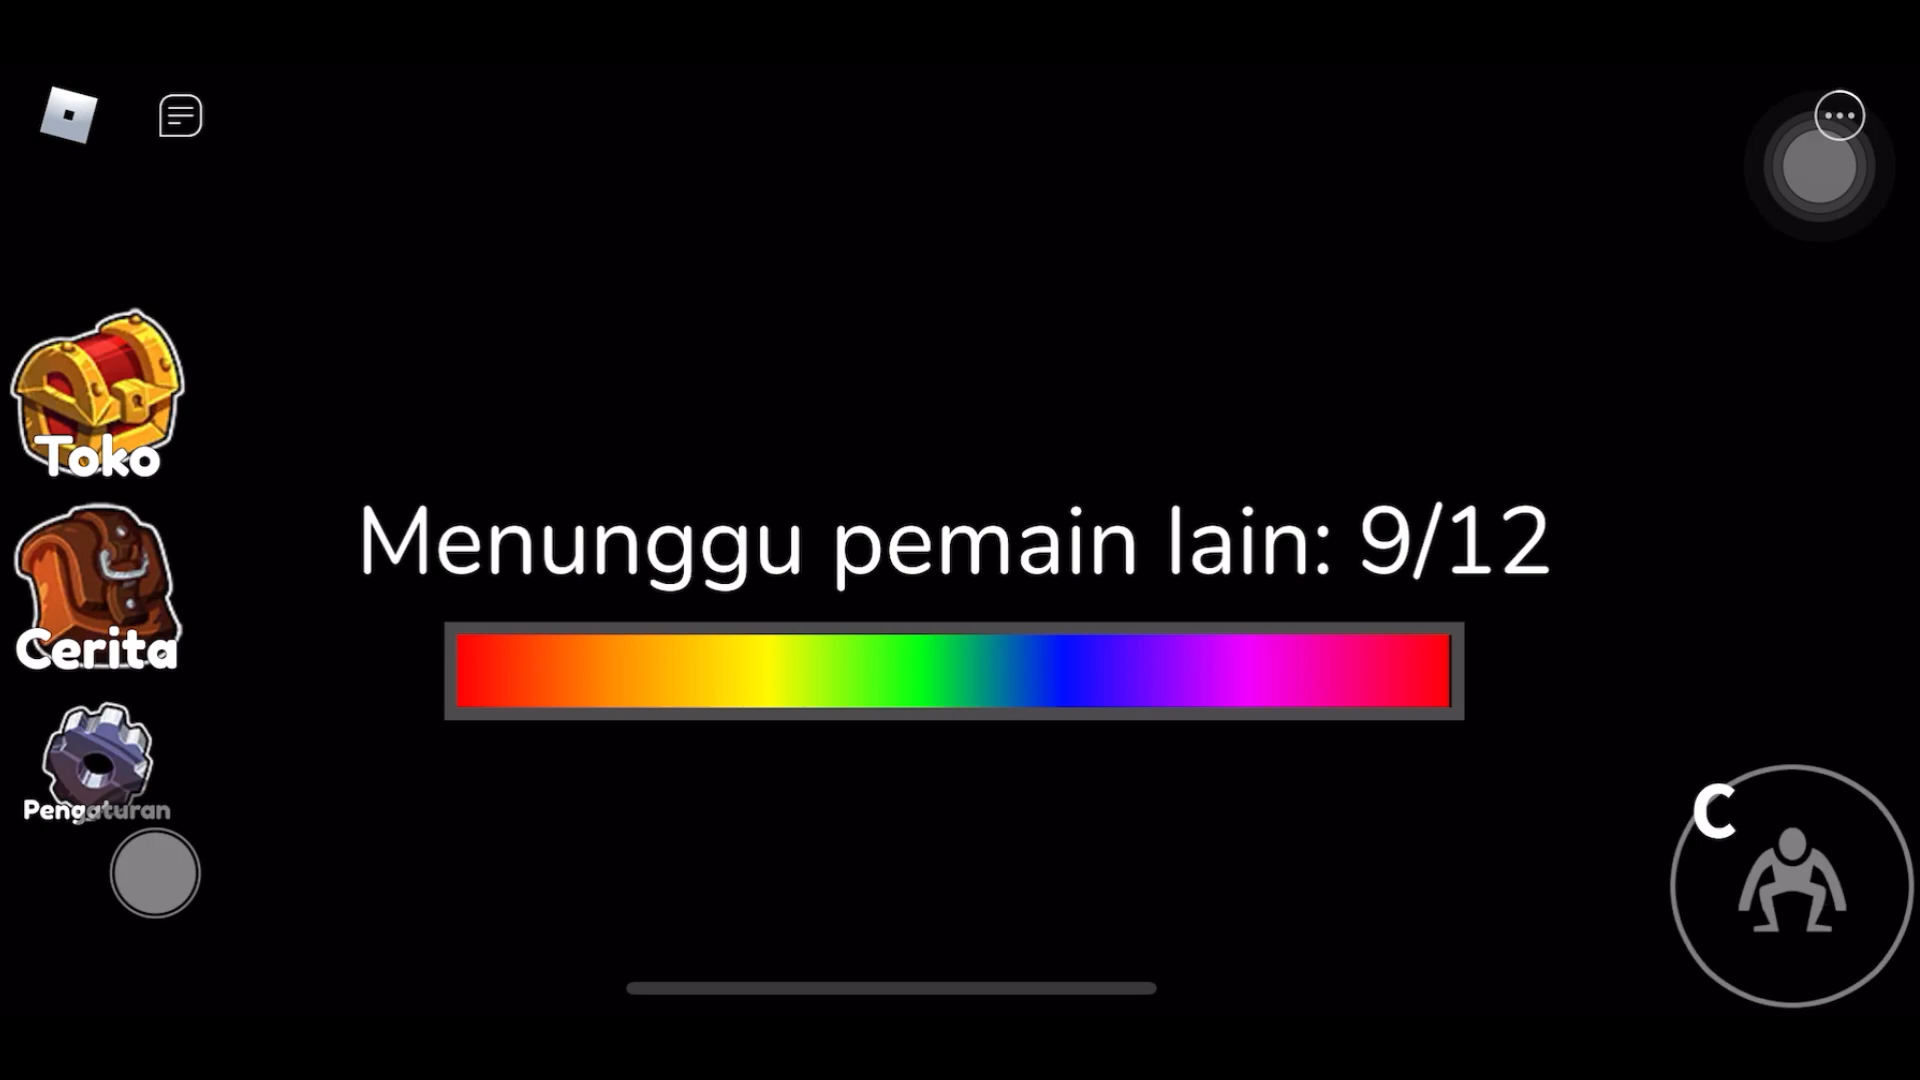 Toko
Menunggu pemain lain: 9/12
Cerita
Pengaturan
C